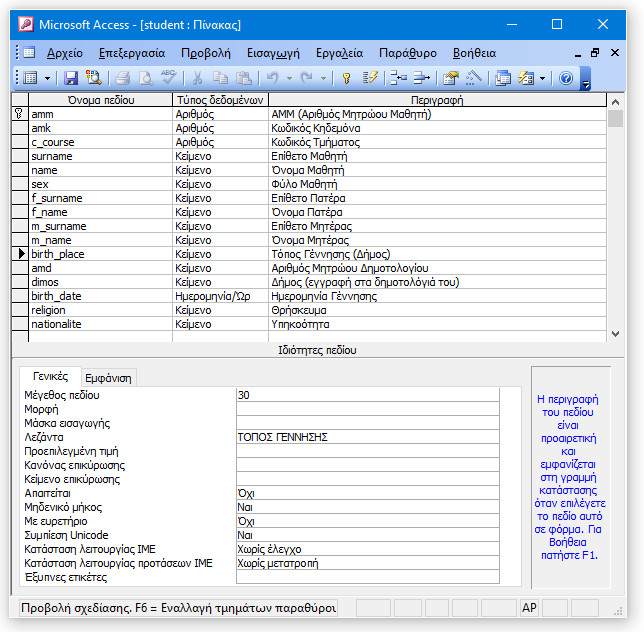 Microsoft Access - [student : Πίνακας]
Αρχείο Επεξεργασία Προβολή Εισαγωγή Εργαλεία Παράθυρο Βοήθεια
Όνομα πεδίου Τύπος δεδομένων Περιγραφή
amm Αριθμός ΑΜΜ (Αριθμός Μητρώου Μαθητή)
amk Αριθμός Κωδικός Κηδεμόνα
c_course Αριθμός Κωδικός Τμήματος
surname Κείμενο Επίθετο Μαθητή
name Κείμενο Όνομα Μαθητή
sex Κείμενο Φύλο Μαθητή
f_surname Κείμενο Επίθετο Πατέρα
f_name Κείμενο Όνομα Πατέρα
m_surname Κείμενο Επίθετο Μητέρας
m_name Κείμενο Όνομα Μητέρας
birth_place Κείμενο Τόπος Γέννησης (Δήμος)
amd Κείμενο Αριθμός Μητρώου Δημοτολογίου
dimos Κείμενο Δήμος (εγγραφή στα δημοτολόγιά του)
birth_date Ημερομηνία/Ώρ Ημερομηνία Γέννησης
religion Κείμενο Θρήσκευμα
nationalite Κείμενο Υπηκοότητα
Ιδιότητες πεδίου
Γενικές Εμφάνιση
Μέγεθος πεδίου 30
Μορφή
Μάσκα εισαγωγής
Λεζάντα ΤΟΠΟΣ ΓΕΝΝΗΣΗΣ
Προεπιλεγμένη τιμή
Κανόνας επικύρωσης
Κείμενο επικύρωσης
Απαιτείται Όχι
Μηδενικό μήκος Ναι
Με ευρετήριο Όχι
Συμπίεση Unicode Ναι
Κατάσταση λειτουργίας IME Χωρίς έλεγχο
Κατάσταση λειτουργίας προτάσεων IME Χωρίς μετατροπή
Έξυπνες ετικέτες
Η περιγραφή
του πεδίου
είναι
προαιρετική
και
εμφανίζεται
στη γραμμή
κατάστασης
όταν επιλέγετε
το πεδίο αυτό
σε φόρμα. Για
Βοήθεια
πατήστε F1.
Προβολή σχεδίασης. F6 = Εναλλαγή τμημάτων παραθύρου ΑΡ